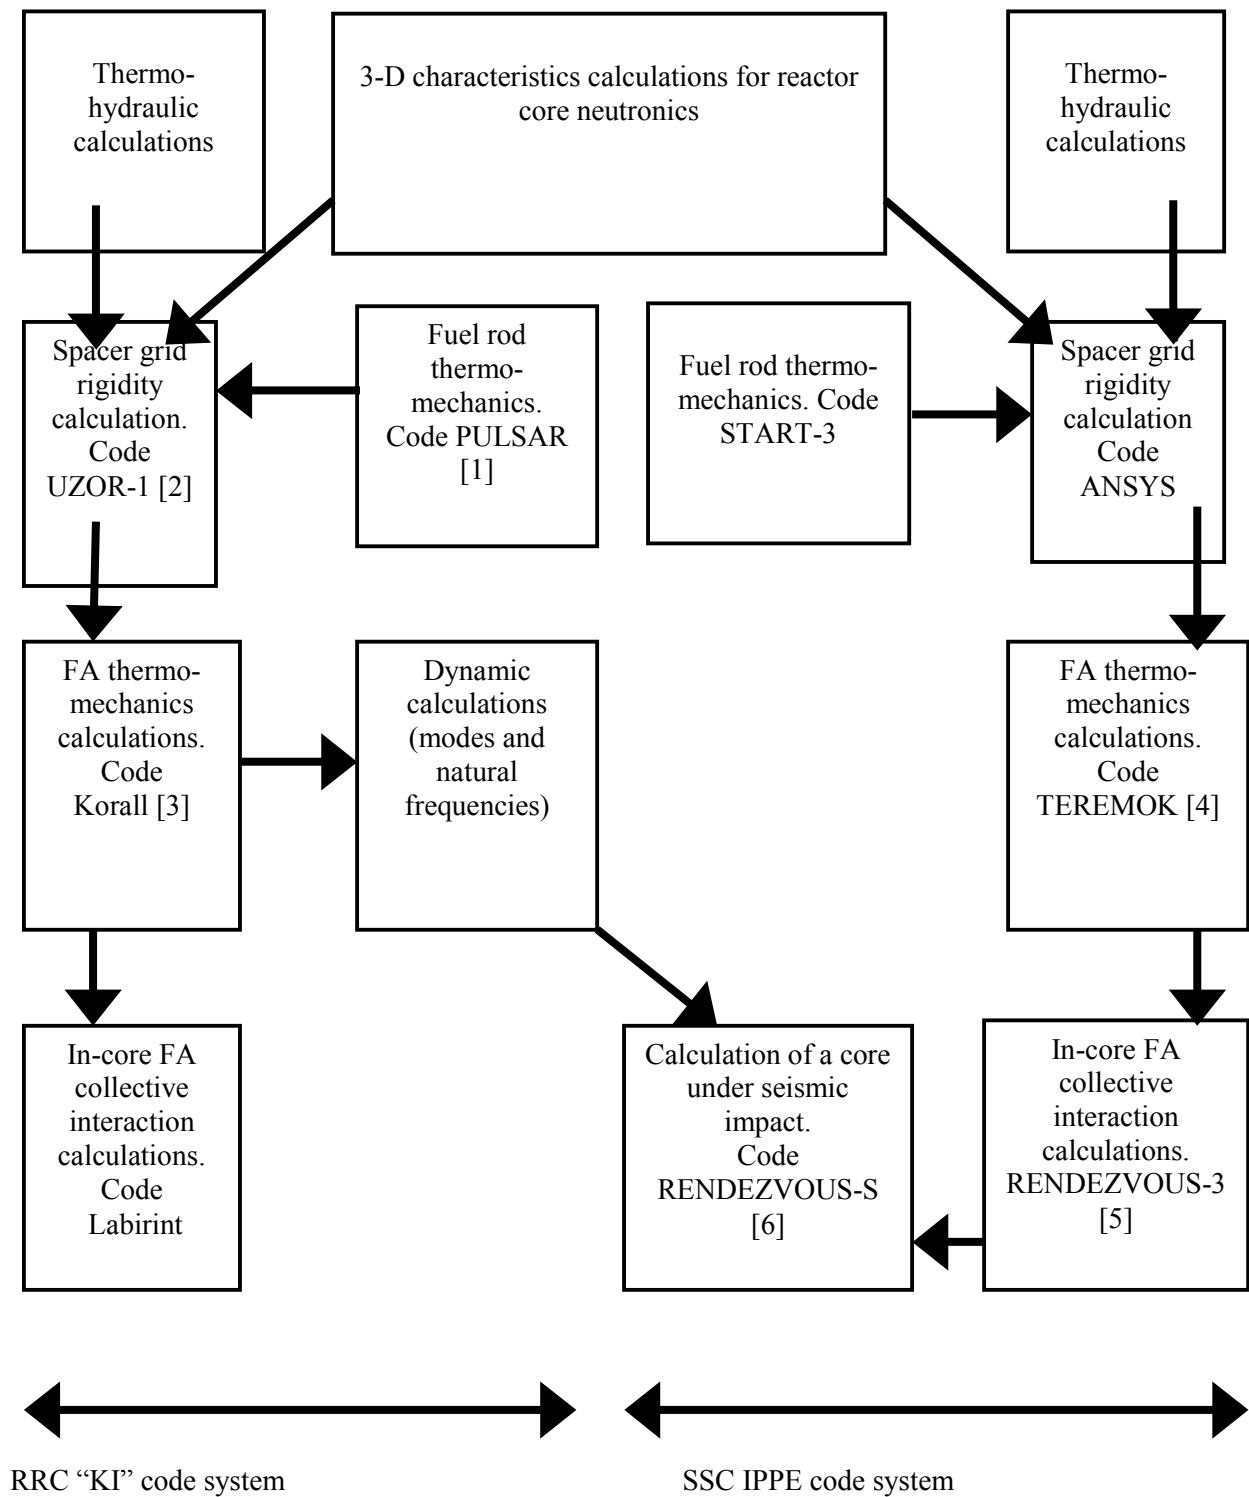 Thermo-
hydraulic
calculations
3-D characteristics calculations for reactor
core neutronics
Thermo-
hydraulic
calculations
Spacer grid
rigidity
calculation.
Code
UZOR-1 [2]
Fuel rod
thermo-
mechanics.
Code PULSAR
[1]
Fuel rod thermo-
mechanics. Code
START-3
Spacer grid
rigidity
calculation
Code
ANSYS
FA thermo-
mechanics
calculations.
Code
Korall [3]
Dynamic
calculations
(modes and
natural
frequencies)
FA thermo-
mechanics
calculations.
Code
TEREMOK [4]
In-core FA
collective
interaction
calculations.
Code
Labirint
Calculation of a core
under seismic
impact.
Code
RENDEZVOUS-S
[6]
In-core FA
collective
interaction
calculations.
RENDEZVOUS-3
[5]
RRC “KI” code system
SSC IPPE code system